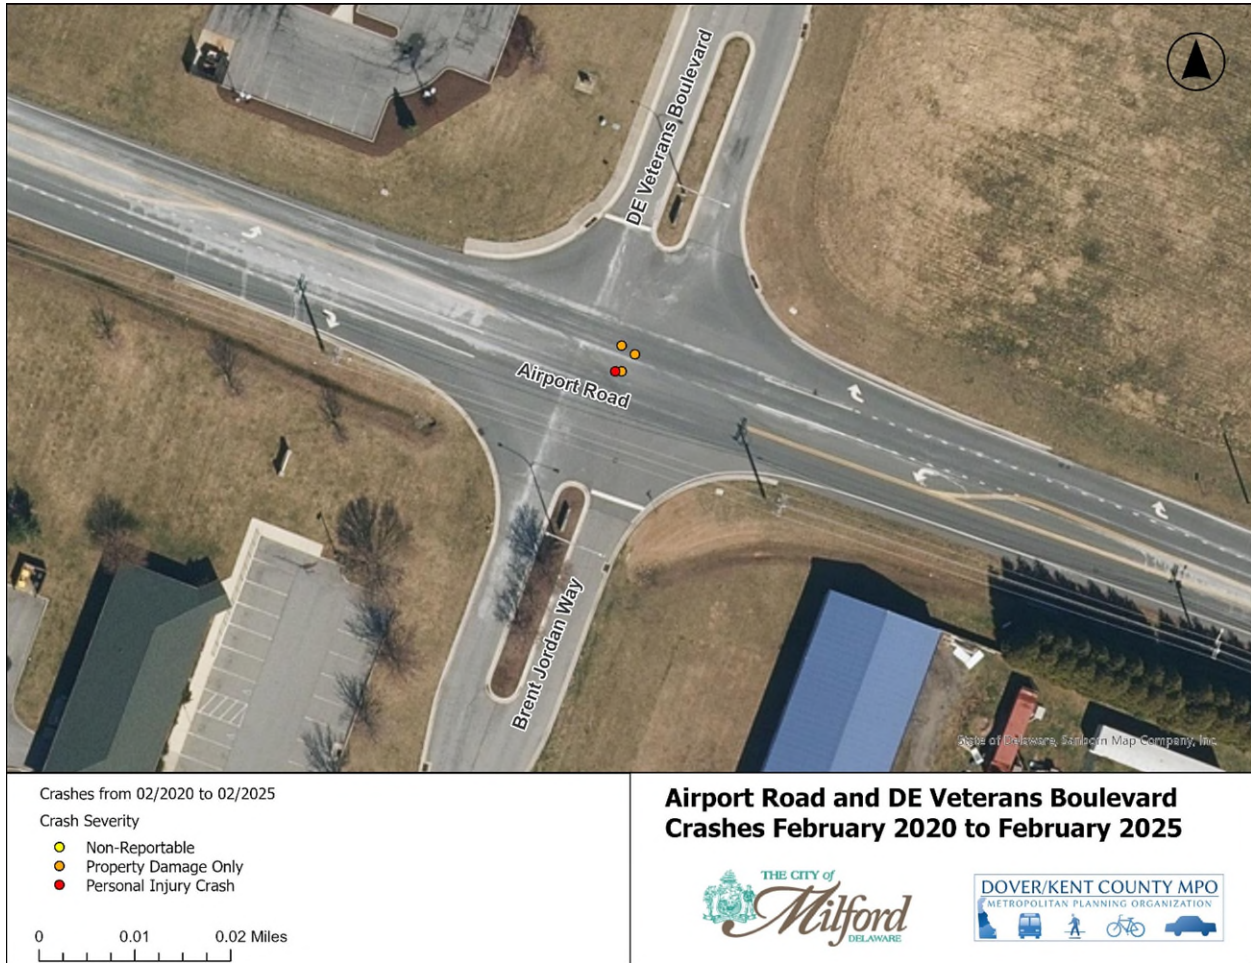 DE Veterans Boulevard
Airport Road
Brent Jordan Way
State of Delaware, Sanborn Map Company, Inc.
Crashes from 02/2020 to 02/2025
Crash Severity
Non-Reportable
Property Damage Only
Personal Injury Crash
0 0.01 0.02 Miles
Airport Road and DE Veterans Boulevard
Crashes February 2020 to February 2025
THE CITY of
Milford
DELAWARE
DOVER/KENT COUNTY MPO
METROPOLITAN PLANNING ORGANIZATION